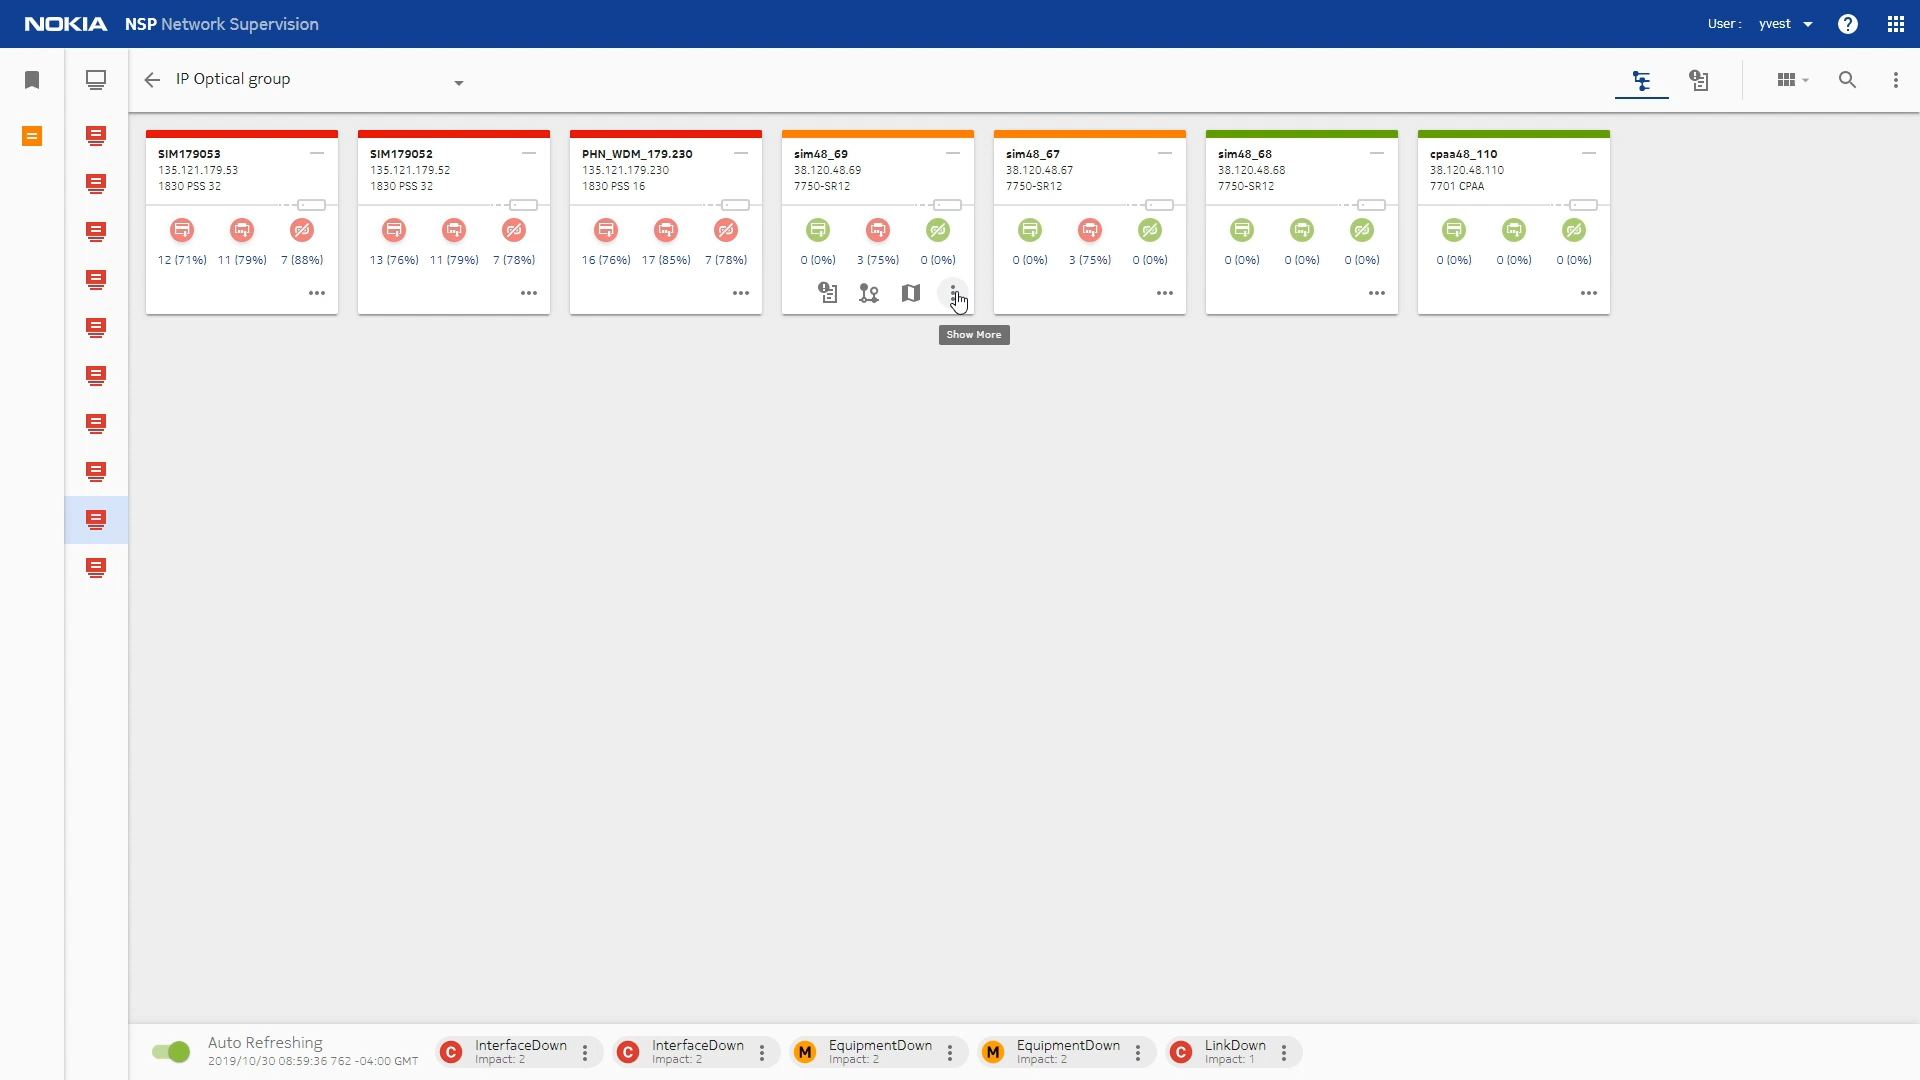 NOKIA NSP Network Supervision
User: yvest
IP Optical group
SIM179053
135.121.179.53
1830 PSS 32
12 (71%) 11 (79%) 7 (88%)
SIM179052
135.121.179.52
1830 PSS 32
13 (76%) 11 (79%) 7 (78%)
PHN_WDM_179.230
135.121.179.230
1830 PSS 16
16 (76%) 17 (85%) 7 (78%)
sim48_69
38.120.48.69
7750-SR12
0 (0%) 3 (75%) 0 (0%)
Show More
sim48_67
38.120.48.67
7750-SR12
0 (0%) 3 (75%) 0 (0%)
sim48_68
38.120.48.68
7750-SR12
0 (0%) 0 (0%) 0 (0%)
cpaa48_110
38.120.48.110
7701 CPAA
0 (0%) 0 (0%) 0 (0%)
Auto Refreshing
2019/10/30 08:59:36 762 -04:00 GMT
C InterfaceDown
Impact: 2
C InterfaceDown
Impact: 2
M EquipmentDown
Impact: 2
M EquipmentDown
Impact: 2
C LinkDown
Impact: 1